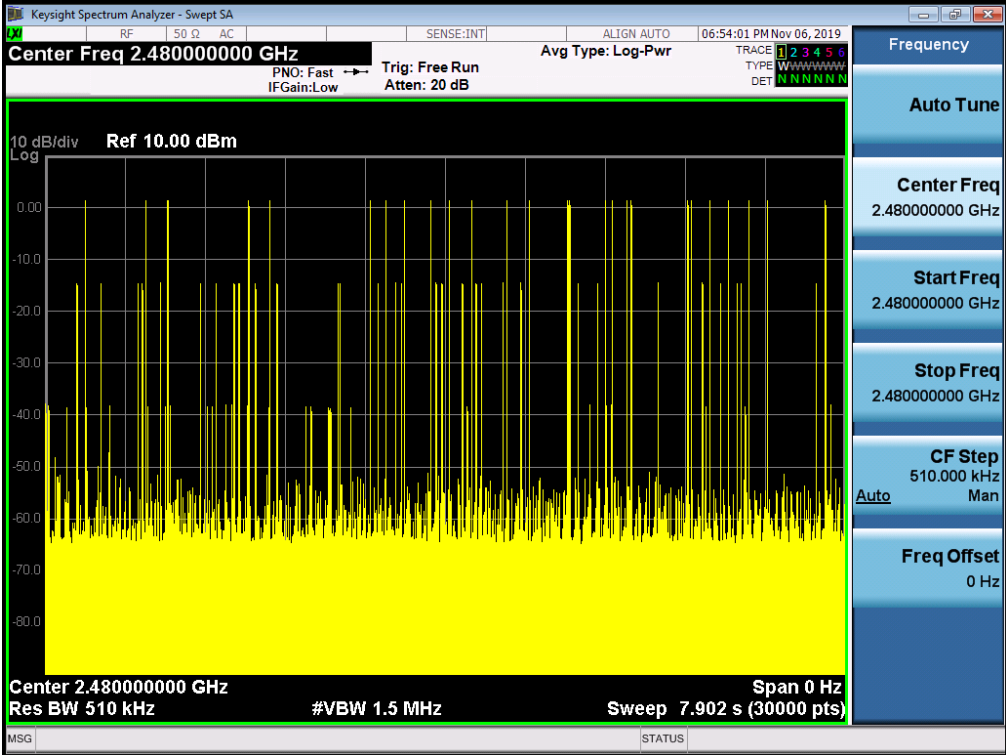 Keysight Spectrum Analyzer - Swept SA
LXI RF 50 Ω AC SENSE:INT ALIGN AUTO 06:54:01 PM Nov 06, 2019
Center Freq 2.480000000 GHz
PNO: Fast
IFGain:Low
Trig: Free Run
Atten: 20 dB
Avg Type: Log-Pwr
TRACE 1 2 3 4 5 6
TYPE W W W W W W
DET N N N N N N
10 dB/div Ref 10.00 dBm
Log
0.00
-10.0
-20.0
-30.0
-40.0
-50.0
-60.0
-70.0
-80.0
Center 2.480000000 GHz Span 0 Hz
Res BW 510 kHz #VBW 1.5 MHz Sweep 7.902 s (30000 pts)
MSG STATUS
Frequency
Auto Tune
Center Freq
2.480000000 GHz
Start Freq
2.480000000 GHz
Stop Freq
2.480000000 GHz
CF Step
510.000 kHz
Auto Man
Freq Offset
0 Hz